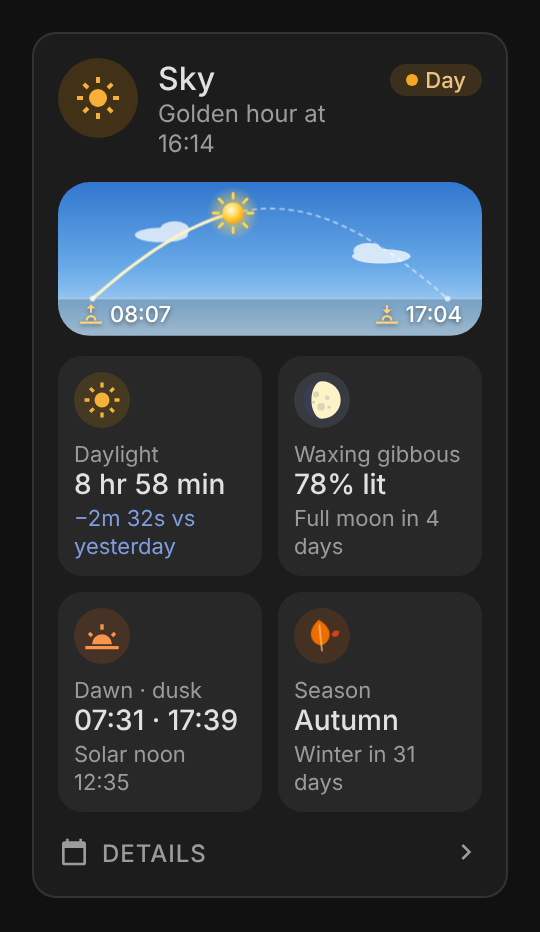 Sky
Day
Golden hour at
16:14
08:07
17:04
Daylight
8 hr 58 min
−2m 32s vs
yesterday
Waxing gibbous
78% lit
Full moon in 4
days
Dawn · dusk
07:31 · 17:39
Solar noon
12:35
Season
Autumn
Winter in 31
days
DETAILS